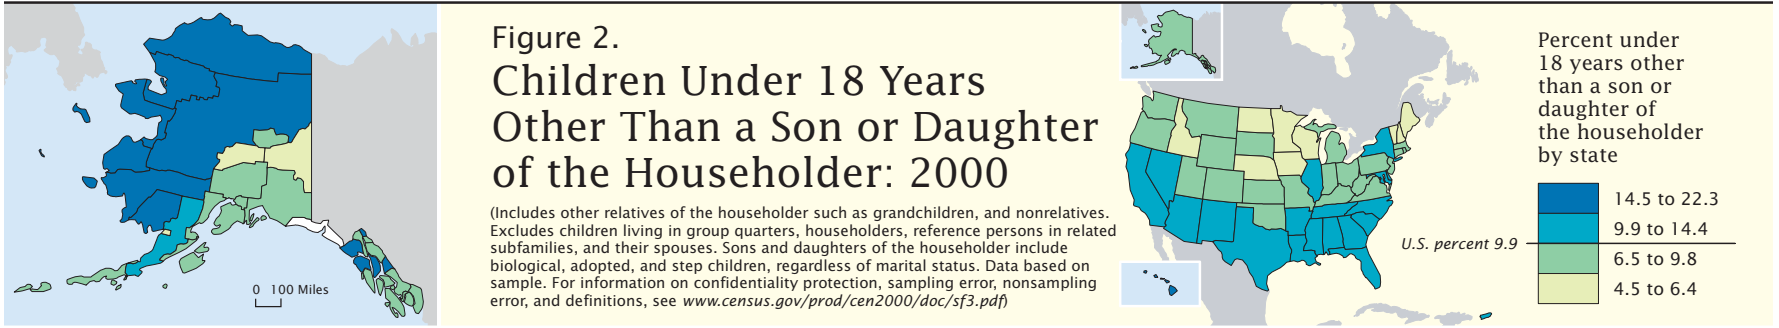 0 100 Miles
Figure 2.
Children Under 18 Years
Other Than a Son or Daughter
of the Householder: 2000
(Includes other relatives of the householder such as grandchildren, and nonrelatives.
Excludes children living in group quarters, householders, reference persons in related
subfamilies, and their spouses. Sons and daughters of the householder include
biological, adopted, and step children, regardless of marital status. Data based on
sample. For information on confidentiality protection, sampling error, nonsampling
error, and definitions, see www.census.gov/prod/cen2000/doc/sf3.pdf)
Percent under
18 years other
than a son or
daughter of
the householder
by state
14.5 to 22.3
9.9 to 14.4
U.S. percent 9.9
6.5 to 9.8
4.5 to 6.4